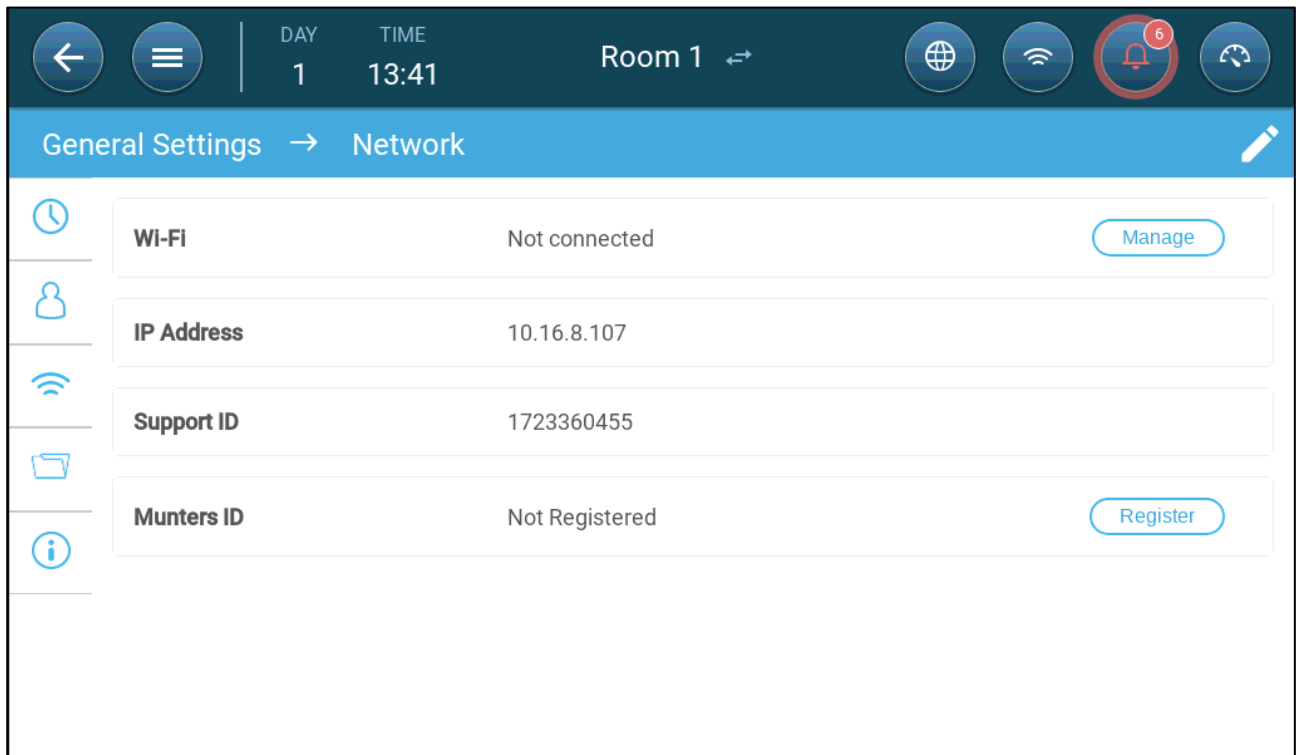 DAY TIME
1 13:41
Room 1
6
General Settings → Network
Wi-Fi Not connected Manage
IP Address 10.16.8.107
Support ID 1723360455
Munters ID Not Registered Register